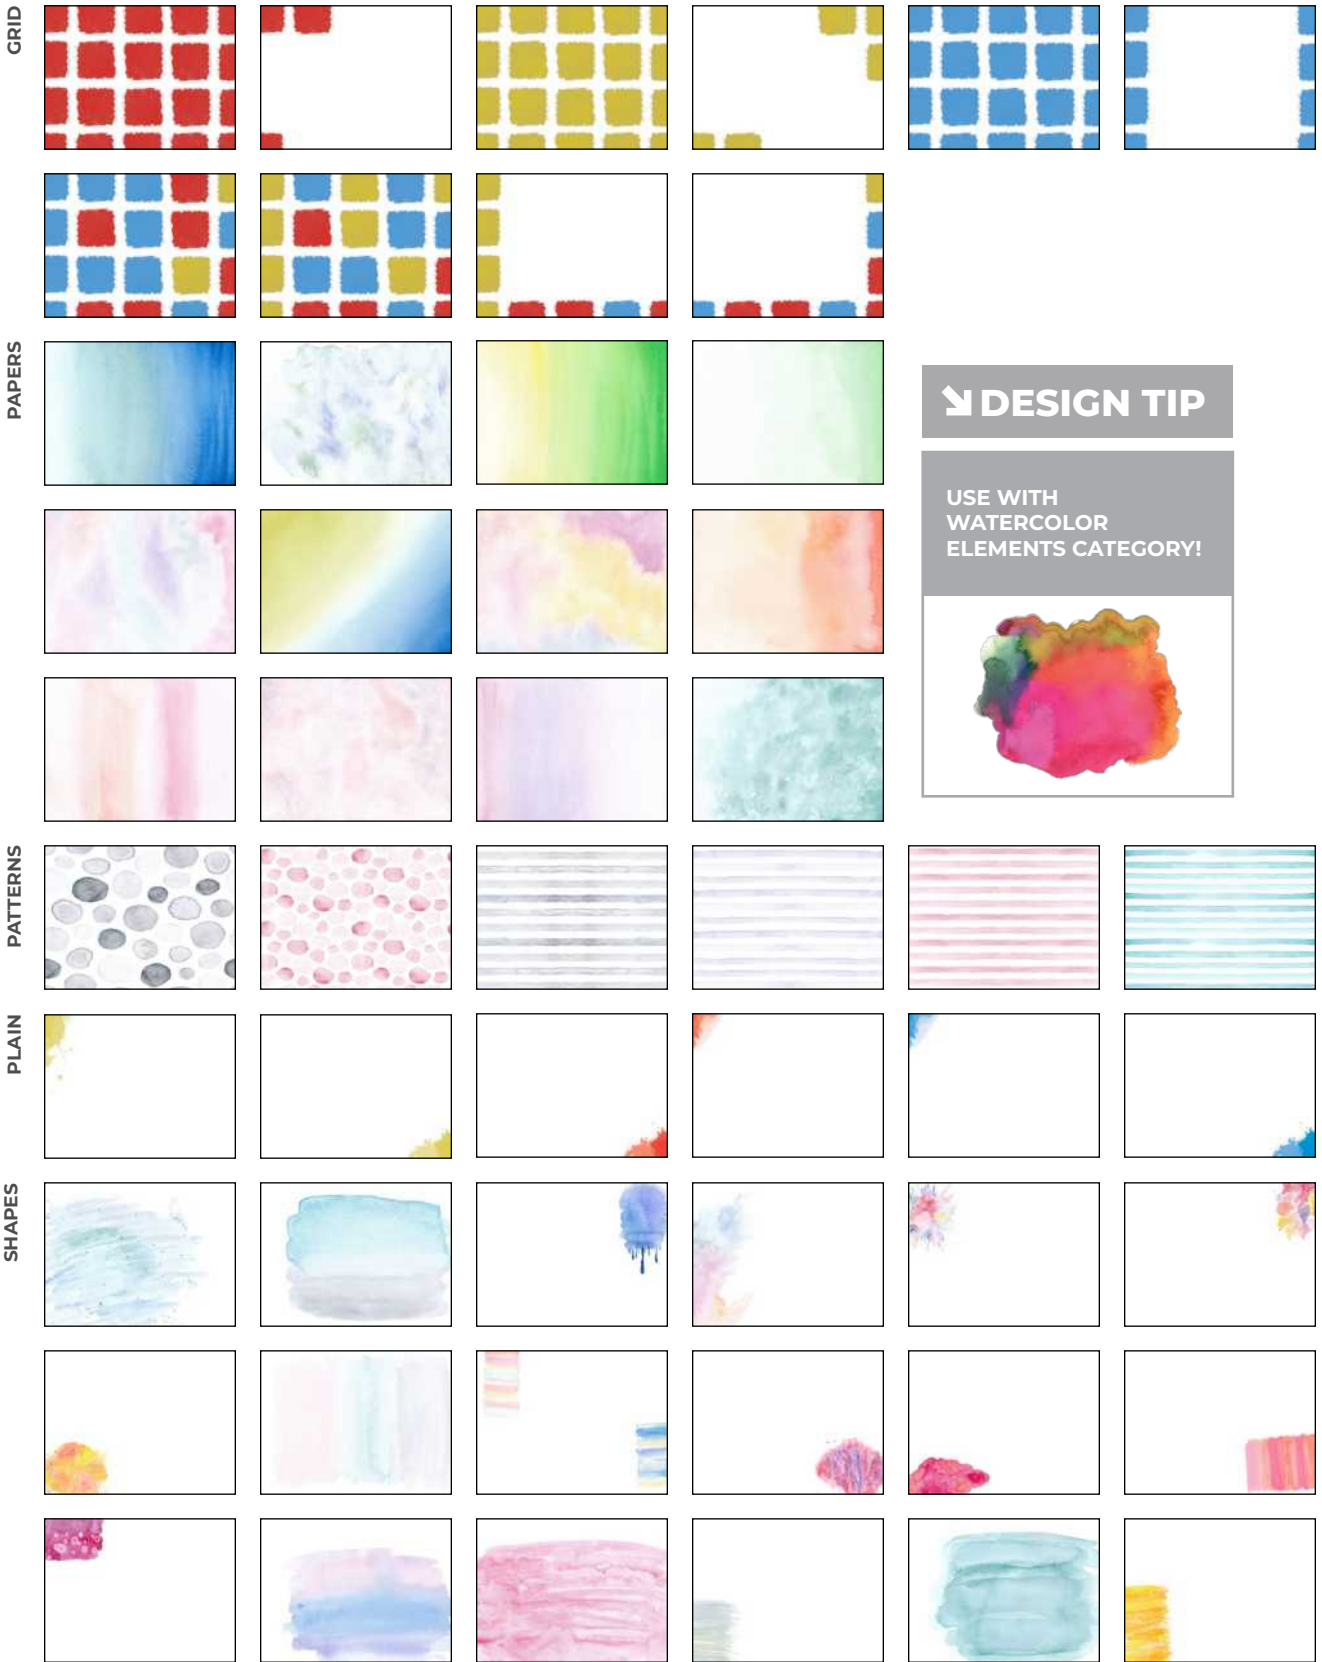 GRID
PAPERS
DESIGN TIP
USE WITH
WATERCOLOR
ELEMENTS CATEGORY!
PATTERNS
PLAIN
SHAPES